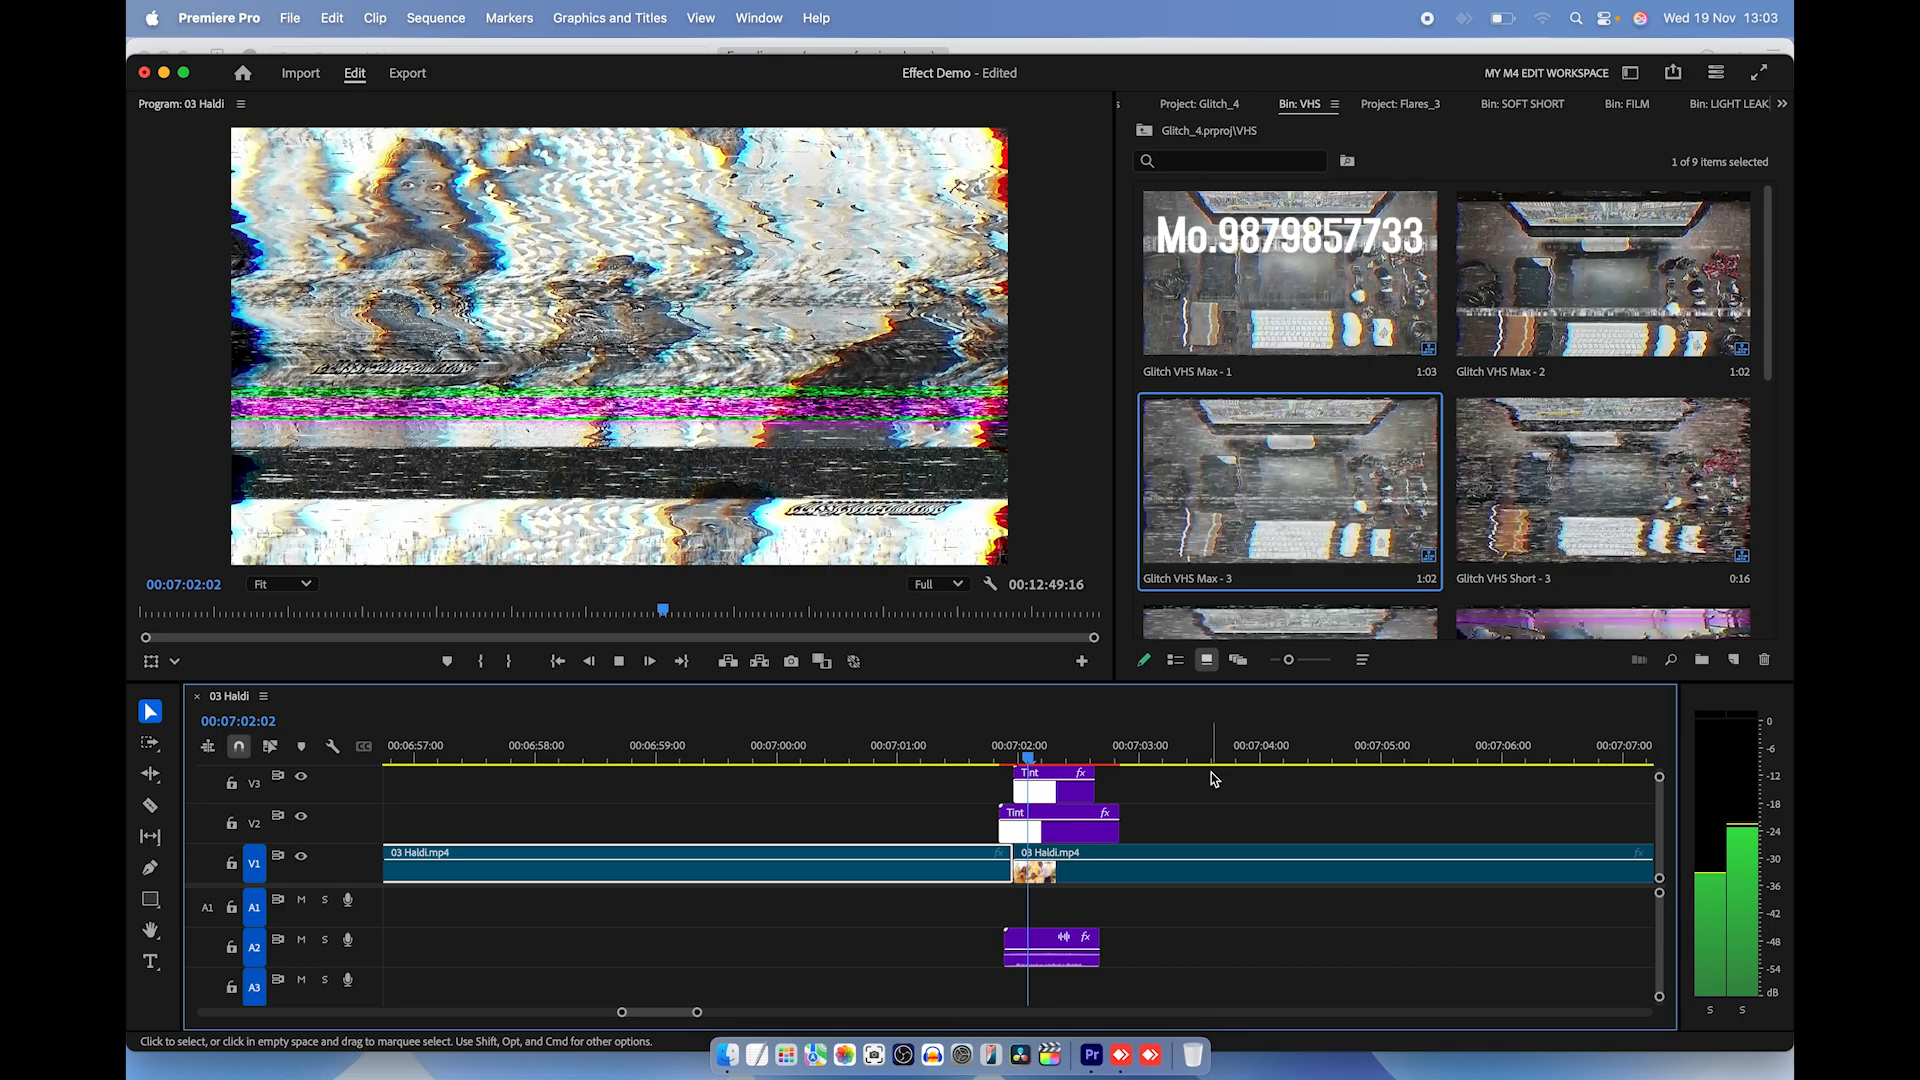 Premiere Pro File Edit Clip Sequence Markers Graphics and Titles View Window Help Wed 19 Nov 13:03
Import Edit Export Effect Demo - Edited MY M4 EDIT WORKSPACE
Program: 03 Haldi
Project: Glitch_4 Bin: VHS Project: Flares_3 Bin: SOFT SHORT Bin: FILM Bin: LIGHT LEAK
Glitch_4.prproj\VHS
1 of 9 items selected
Mo.9879857733
Glitch VHS Max - 1 1:03
Glitch VHS Max - 2 1:02
Glitch VHS Max - 3 1:02
Glitch VHS Short - 3 0:16
00:07:02:02 Fit Full 00:12:49:16
03 Haldi
00:07:02:02
CC 00:06:57:00 00:06:58:00 00:06:59:00 00:07:00:00 00:07:01:00 00:07:02:00 00:07:03:00 00:07:04:00 00:07:05:00 00:07:06:00 00:07:07:00
V3 Tint fx
V2 Tint fx
V1 03 Haldi.mp4 fx 03 Haldi.mp4 fx
A1 A1 M S
A2 M S fx
A3 M S
0
-6
-12
-18
-24
-30
-36
-42
-48
-54
dB
S S
Click to select, or click in empty space and drag to marquee select. Use Shift, Opt, and Cmd for other options.
Pr